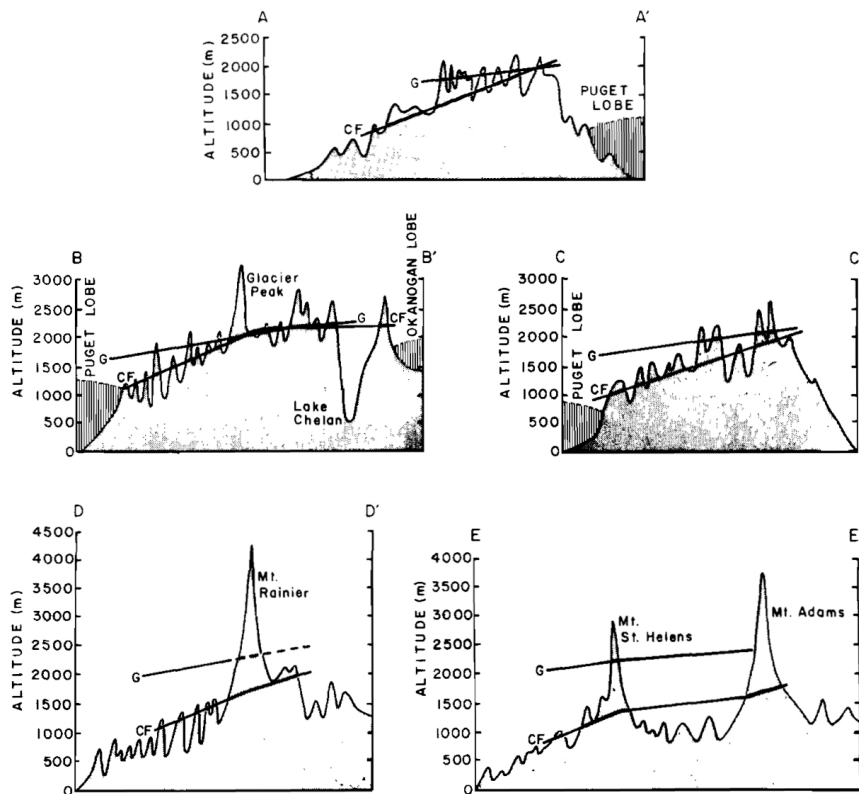 A A'
ALTITUDE (m)
2500
2000
1500
1000
500
0
G
CF
PUGET
LOBE
B B'
ALTITUDE (m)
3000
2500
2000
1500
1000
500
0
PUGET LOBE
G
CF
Glacier
Peak
Lake
Chelan
G
CF
OKANOGAN LOBE
C C
ALTITUDE (m)
3000
2500
2000
1500
1000
500
0
PUGET LOBE
G
CF
D D'
ALTITUDE (m)
4500
4000
3500
3000
2500
2000
1500
1000
500
0
G
CF
Mt.
Rainier
E E
ALTITUDE (m)
4000
3500
3000
2500
2000
1500
1000
500
0
G
CF
Mt.
St. Helens
Mt. Adams